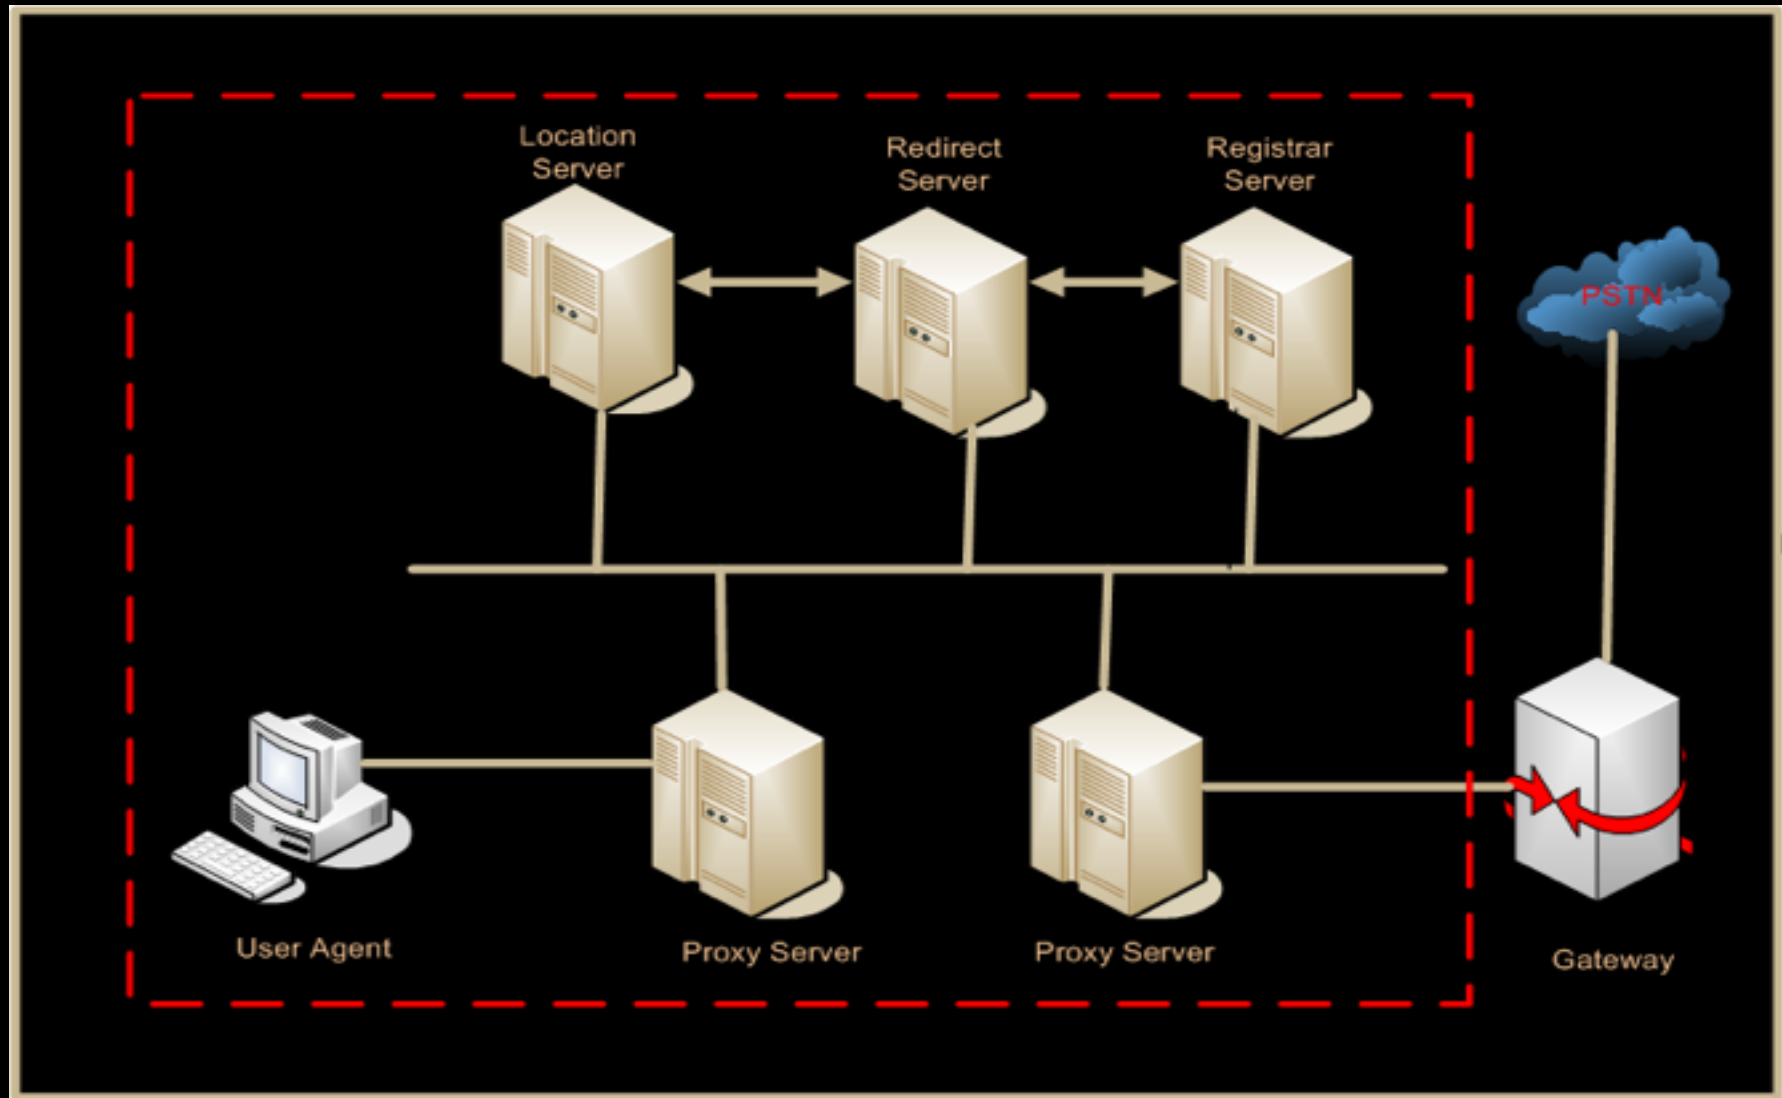 Location
Server
Redirect
Server
Registrar
Server
PSTN
User Agent
Proxy Server
Proxy Server
Gateway